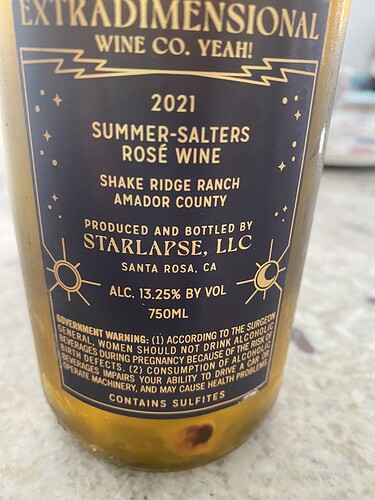 EXTRADIMENSIONAL
WINE CO. YEAH!
2021
SUMMER-SALTERS
ROSÉ WINE
SHAKE RIDGE RANCH
AMADOR COUNTY
PRODUCED AND BOTTLED BY
STARLAPSE, LLC
SANTA ROSA, CA
ALC. 13.25% BY VOL
750ML
GOVERNMENT WARNING: (1) ACCORDING TO THE SURGEON
GENERAL, WOMEN SHOULD NOT DRINK ALCOHOLIC
BEVERAGES DURING PREGNANCY BECAUSE OF THE RISK OF
BIRTH DEFECTS. (2) CONSUMPTION OF ALCOHOLIC
BEVERAGES IMPAIRS YOUR ABILITY TO DRIVE A CAR OR
OPERATE MACHINERY, AND MAY CAUSE HEALTH PROBLEMS.
CONTAINS SULFITES